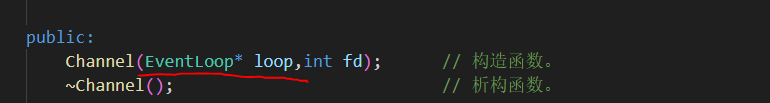 public:
Channel(EventLoop* loop,int fd); // 构造函数。
~Channel(); // 析构函数。